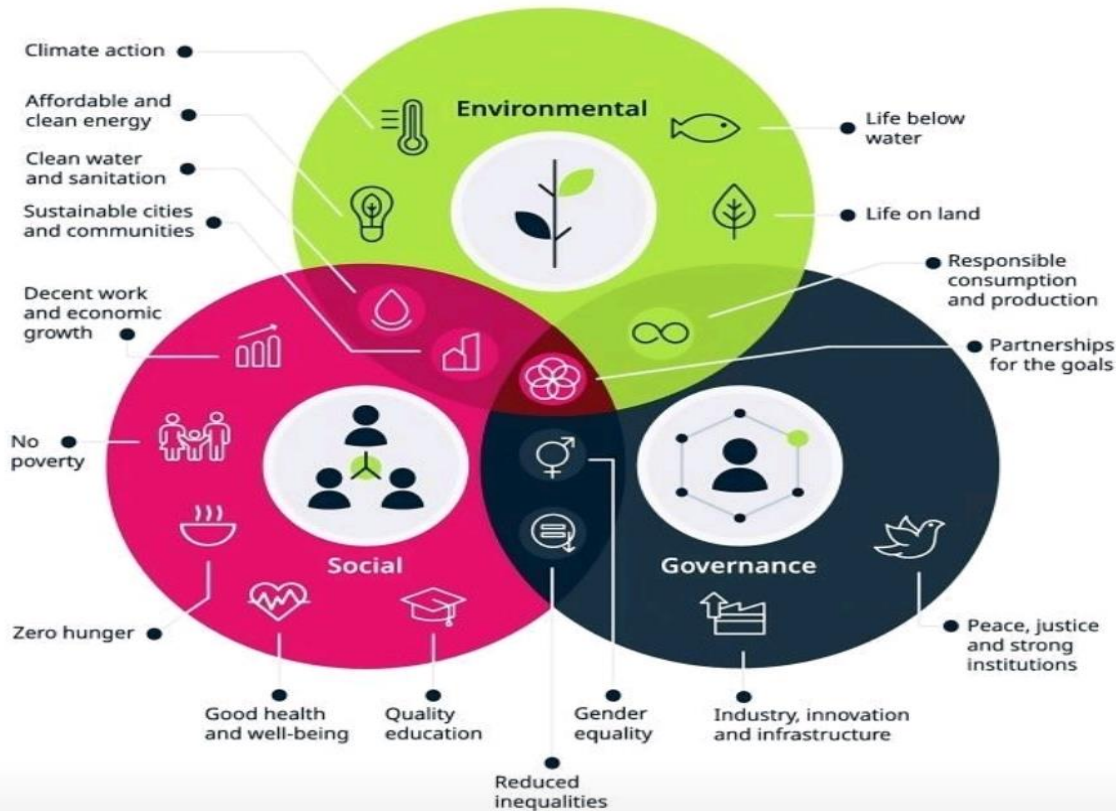 Climate action
Affordable and
clean energy
Clean water
and sanitation
Sustainable cities
and communities
Decent work
and economic
growth
No
poverty
Zero hunger
Environmental
Life below
water
Life on land
Responsible
consumption
and production
Partnerships
for the goals
Social
Governance
Peace, justice
and strong
institutions
Good health
and well-being
Quality
education
Gender
equality
Industry, innovation
and infrastructure
Reduced
inequalities